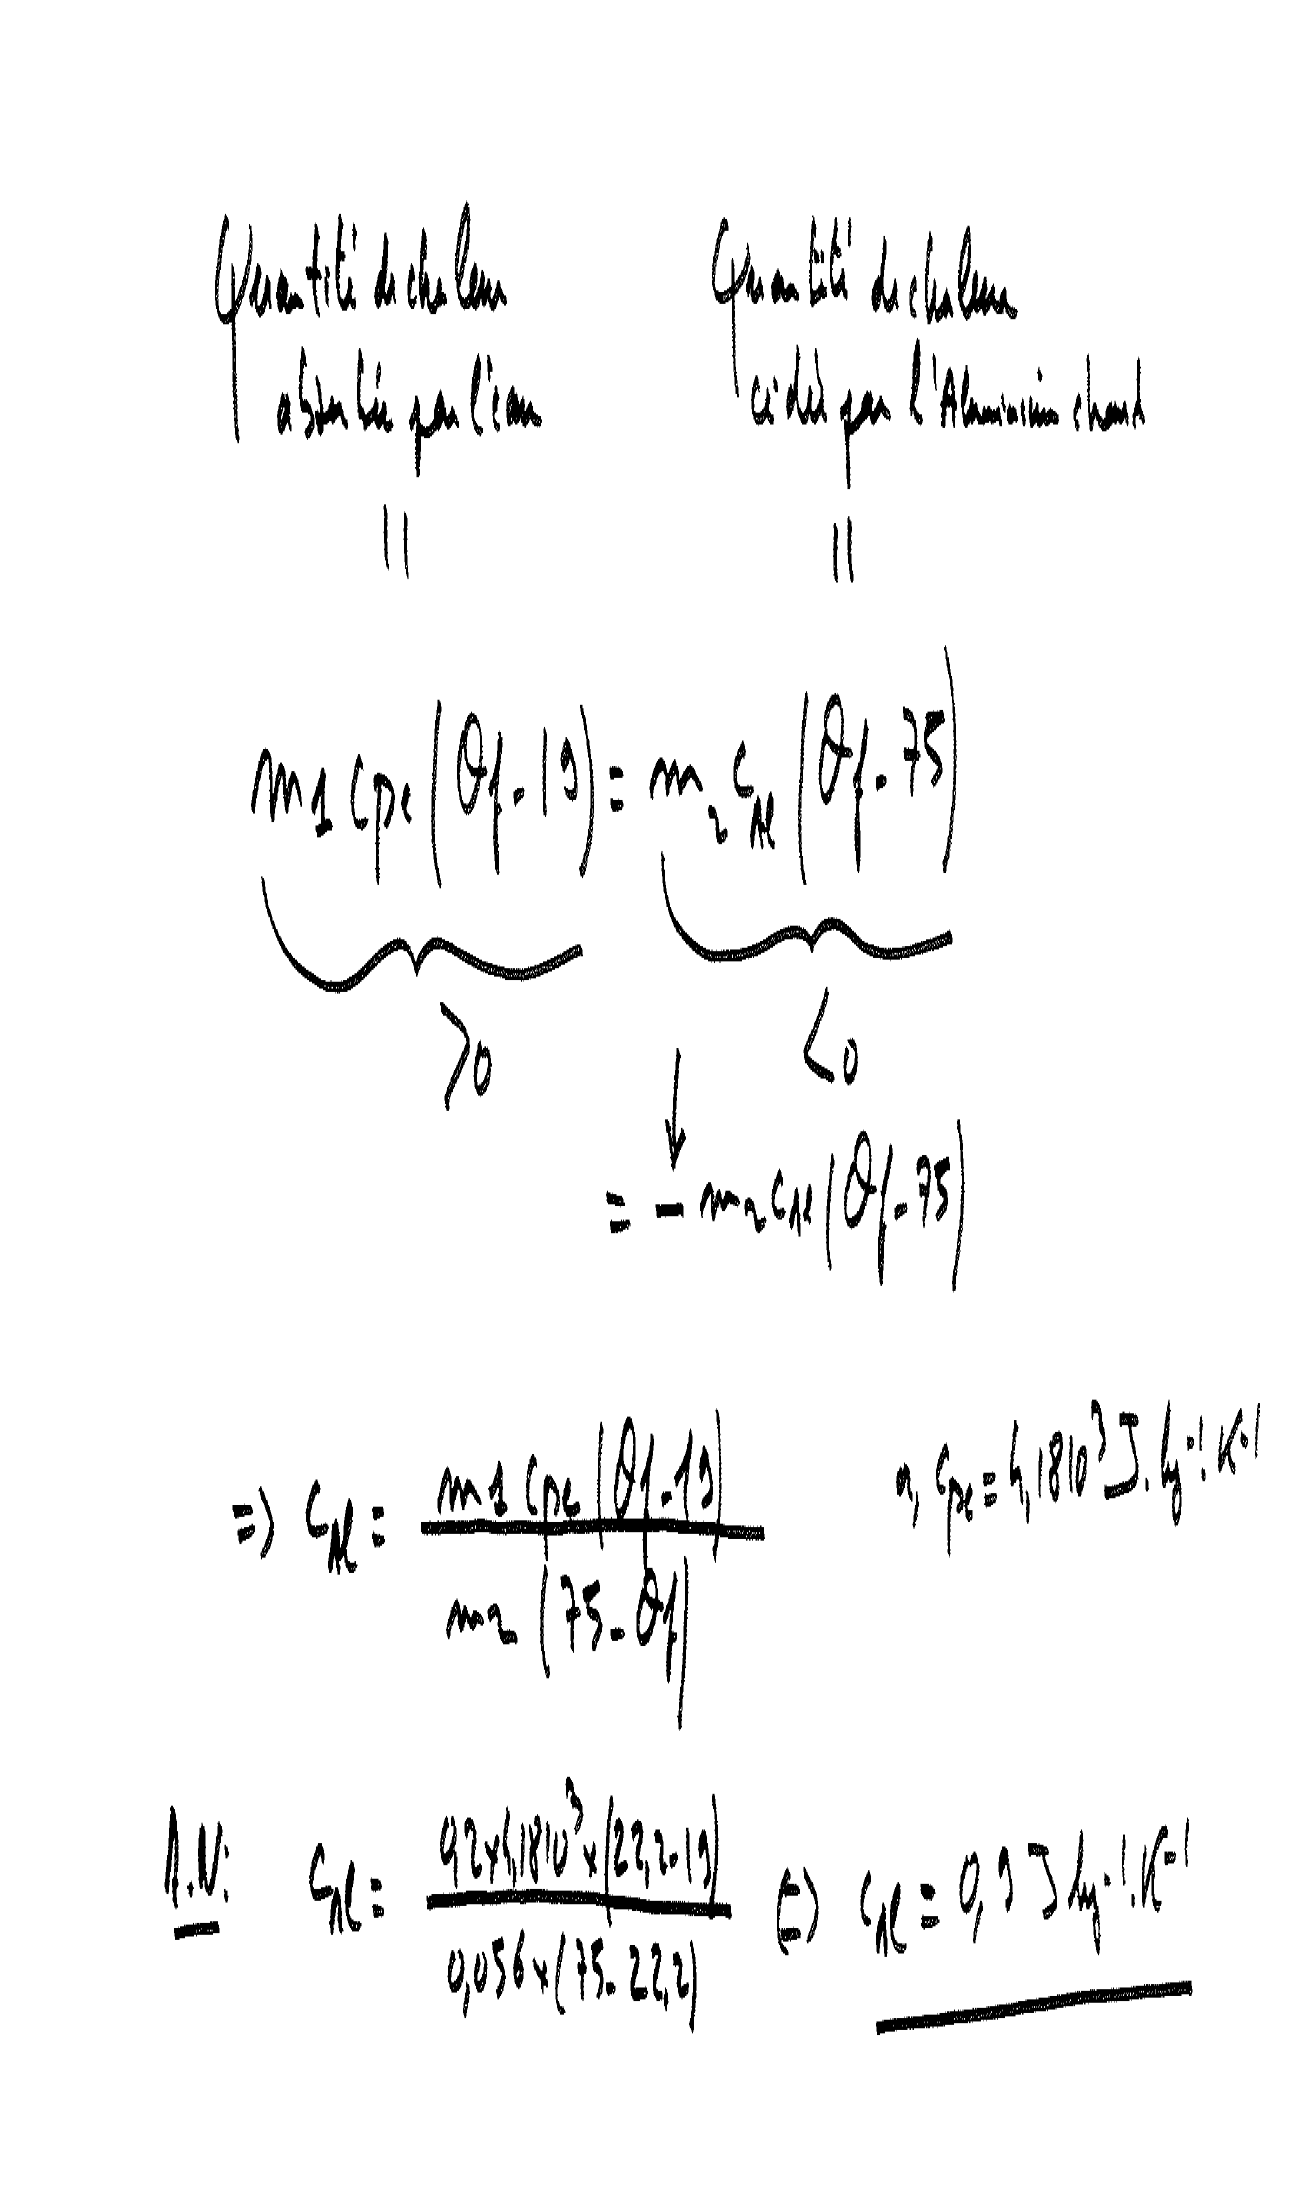 Quantité de chaleur absorbée par l'eau
Quantité de chaleur cédée par l'Aluminium chaud
= =
m1 cpe (θf - 19) = m2 cAl (θf - 75)
>0 <0
↓
= - m2 cAl (θf - 75)
=> cAl = m1 cpe (θf - 19) / m2 (75 - θf)
or, cpe = 4,18 10³ J. kg⁻¹. K⁻¹
A.N: cAl = 0,2 x 4,18 10³ x (22,2 - 19) / 0,056 x (75 - 22,2) (=) cAl = 0,9 J kg⁻¹. K⁻¹